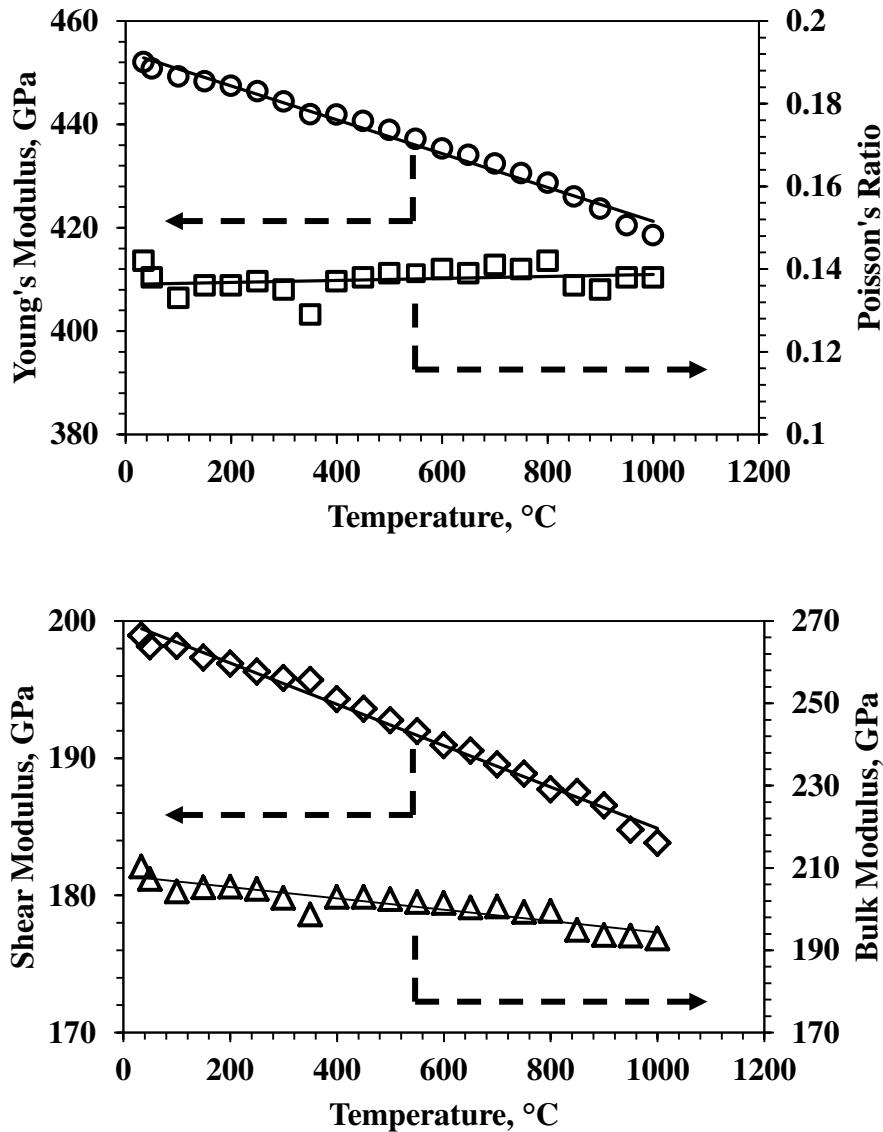 460
440
420
400
380
Young's Modulus, GPa
0.2
0.18
0.16
0.14
0.12
0.1
Poisson's Ratio
0 200 400 600 800 1000 1200
Temperature, °C
200
190
180
170
Shear Modulus, GPa
270
250
230
210
190
170
Bulk Modulus, GPa
0 200 400 600 800 1000 1200
Temperature, °C